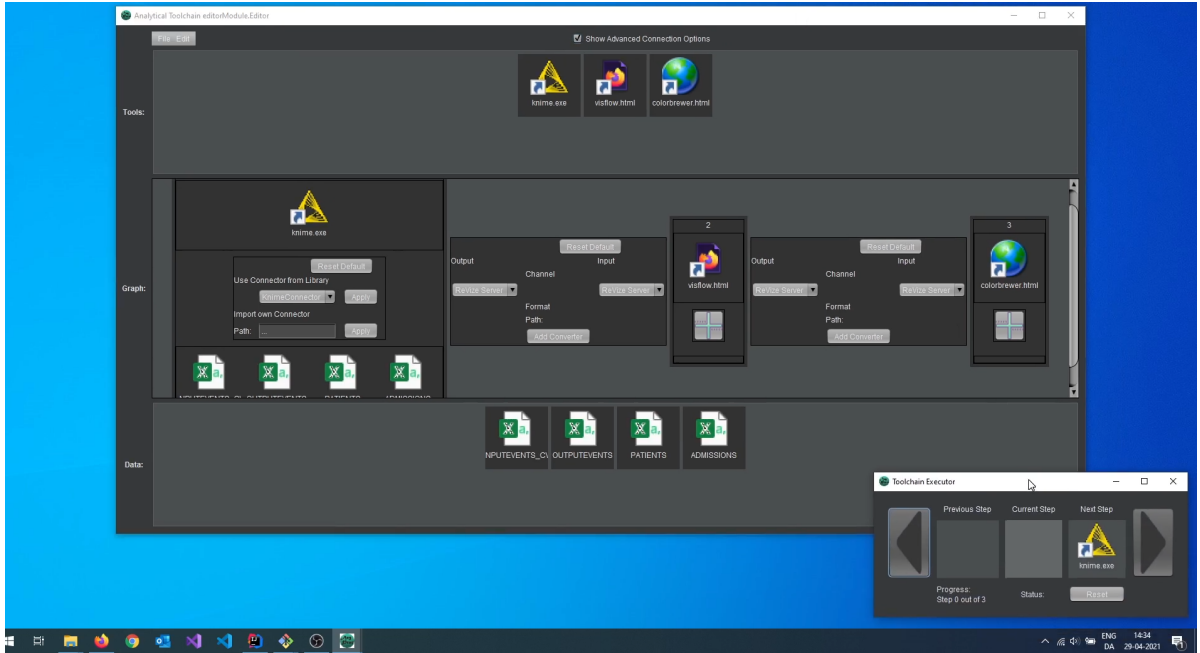 Analytical Toolchain editorModule.Editor
File Edit
Show Advanced Connection Options
Tools:
knime.exe
visflow.html
colorbrewer.html
Graph:
knime.exe
Reset Default
Use Connector from Library
KnimeConnector
Apply
Import own Connector
Path:
...
Apply
INPUTEVENTS_CV
OUTPUTEVENTS
PATIENTS
ADMISSIONS
Reset Default
Output
Input
Channel
ReVize Server
ReVize Server
Format
Path:
Add Converter
2
visflow.html
Reset Default
Output
Input
Channel
ReVize Server
ReVize Server
Format
Path:
Add Converter
3
colorbrewer.html
Data:
NPUTEVENTS_CV
OUTPUTEVENTS
PATIENTS
ADMISSIONS
Toolchain Executor
Previous Step
Current Step
Next Step
knime.exe
Progress:
Step 0 out of 3
Status:
Reset
ENG
DA
14:34
29-04-2021